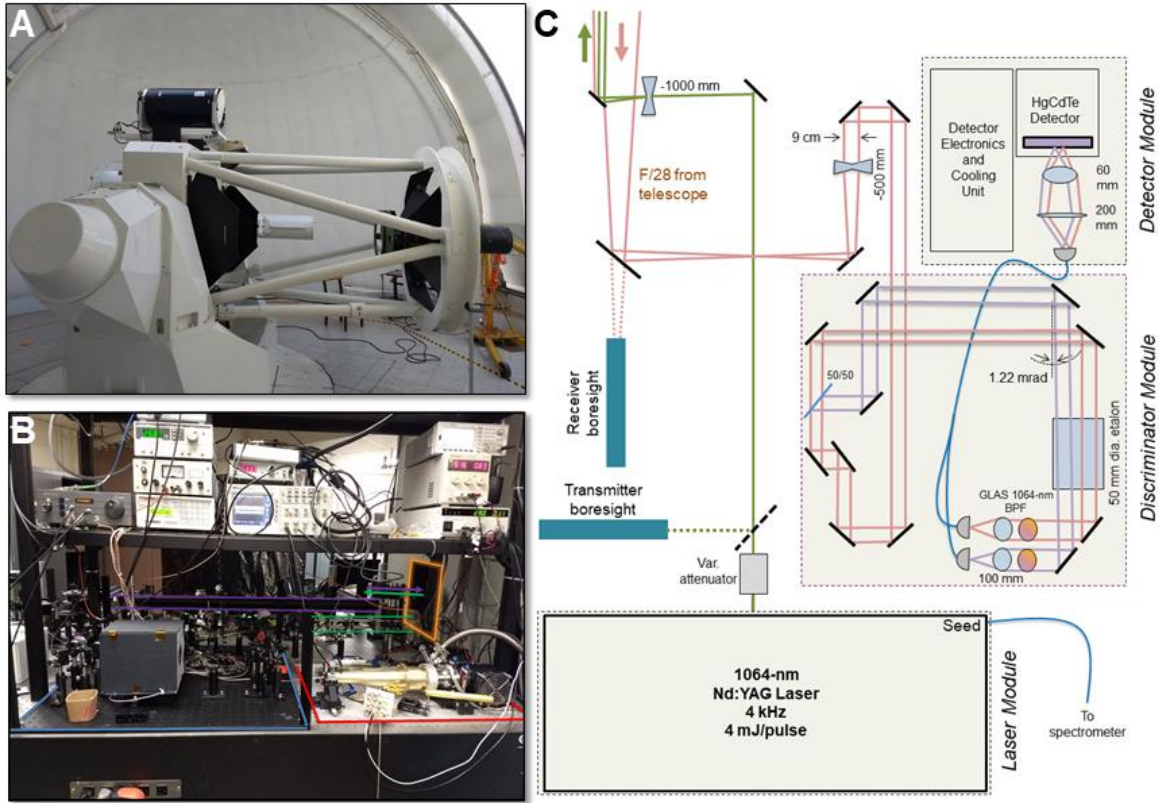 A
B
C
-1000 mm
F/28 from
telescope
9 cm
-500 mm
Detector
Electronics
and
Cooling
Unit
HgCdTe
Detector
60
mm
200
mm
Detector Module
50/50
1.22 mrad
50 mm dia. etalon
GLAS 1064-nm
BPF
100 mm
Discriminator Module
Receiver
boresight
Transmitter
boresight
Var.
attenuator
Seed
1064-nm
Nd:YAG Laser
4 kHz
4 mJ/pulse
Laser Module
To
spectrometer